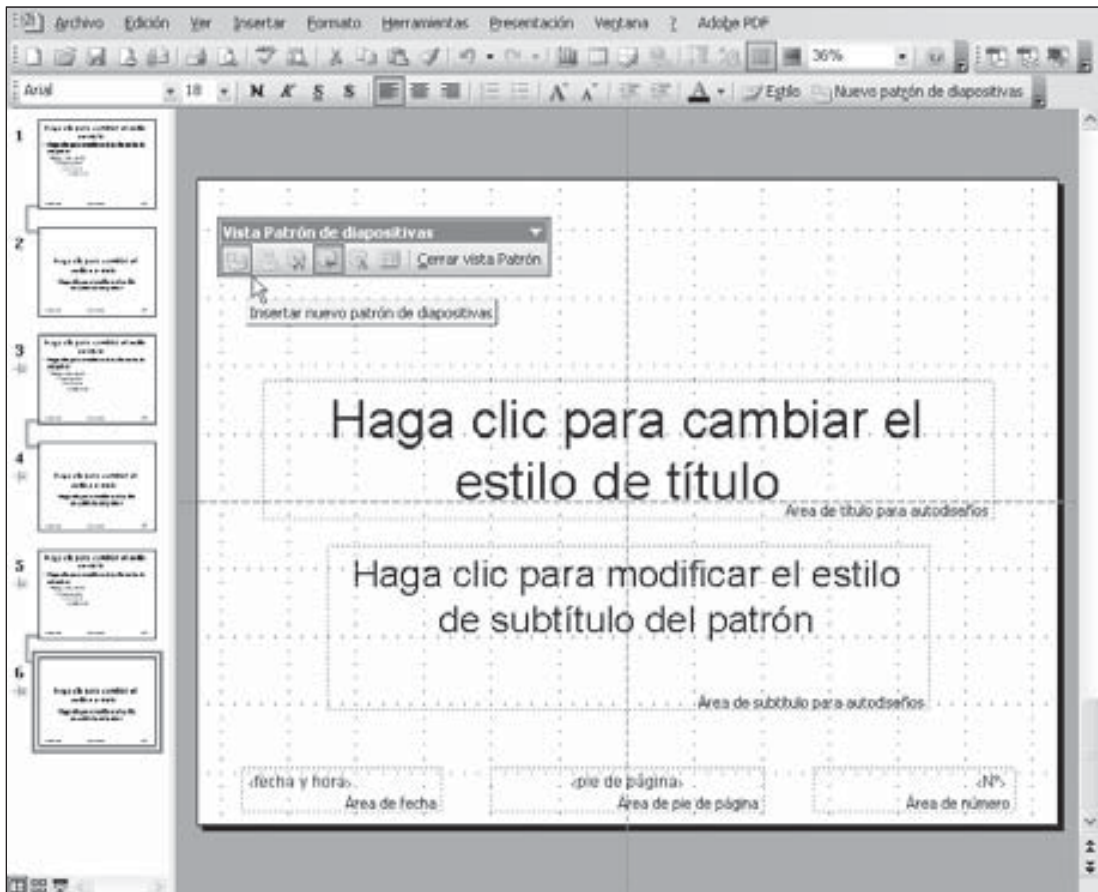 Archivo Edición Ver Insertar Formato Herramientas Presentación Ventana ? Adobe PDF
36%
Arial 18 N K S S A A A Estilo Nuevo patrón de diapositivas
1
2
3
4
5
6
Vista Patrón de diapositivas
Cerrar vista Patrón
Insertar nuevo patrón de diapositivas
Haga clic para cambiar el
estilo de título
Área de título para autodiseños
Haga clic para modificar el estilo
de subtítulo del patrón
Área de subtítulo para autodiseños
‹fecha y hora›
Área de fecha
‹pie de página›
Área de pie de página
‹Nº›
Área de número